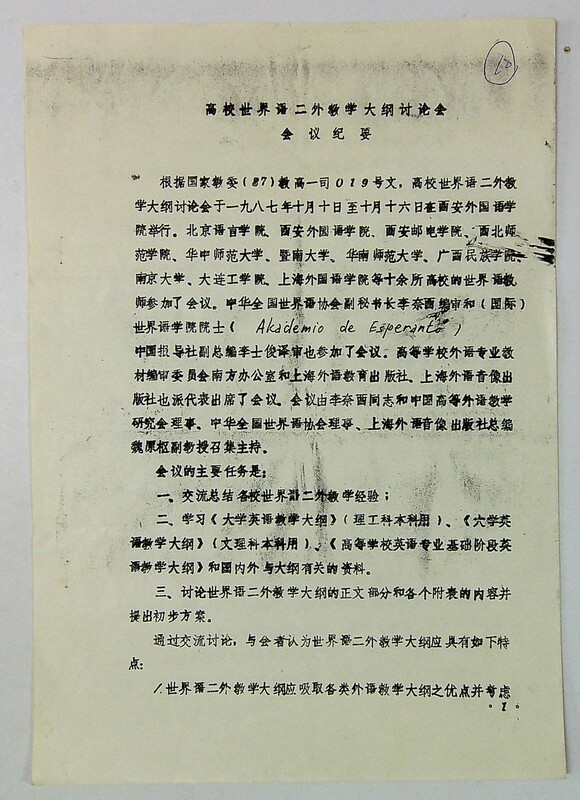 高校世界语二外教学大纲讨论会
会议纪要
根据国家教委(87)教高一司019号文，高校世界语二外教
学大纲讨论会于一九八七年十月十日至十月十六日在西安外国语学
院举行。北京语言学院、西安外国语学院、西安邮电学院、西北师
范学院、华中师范大学、暨南大学、华南师范大学、广西民族学院
南京大学、大连工学院、上海外国语学院等十余所高校的世界语教
师参加了会议。中华全国世界语协会副秘书长李奈西编审和(国际)
世界语学院院士( Akademio de Esperanto )
中国报导社副总编李士俊译审也参加了会议。高等学校外语专业教
材编审委员会南方办公室和上海外语教育出版社、上海外语音像出
版社也派代表出席了会议。会议由李奈西同志和中国高等外语教学
研究会理事、中华全国世界语协会理事、上海外语音像出版社总编
魏原枢副教授召集主持。
会议的主要任务是：
一、交流总结各校世界语二外教学经验；
二、学习《大学英语教学大纲》(理工科本科用)、《大学英
语教学大纲》(文理科本科用)、《高等学校英语专业基础阶段英
语教学大纲》和国内外与大纲有关的资料。
三、讨论世界语二外教学大纲的正文部分和各个附表的内容并
提出初步方案。
通过交流讨论，与会者认为世界语二外教学大纲应具有如下特
点：
1.世界语二外教学大纲应吸取各类外语教学大纲之优点并考虑
·1·